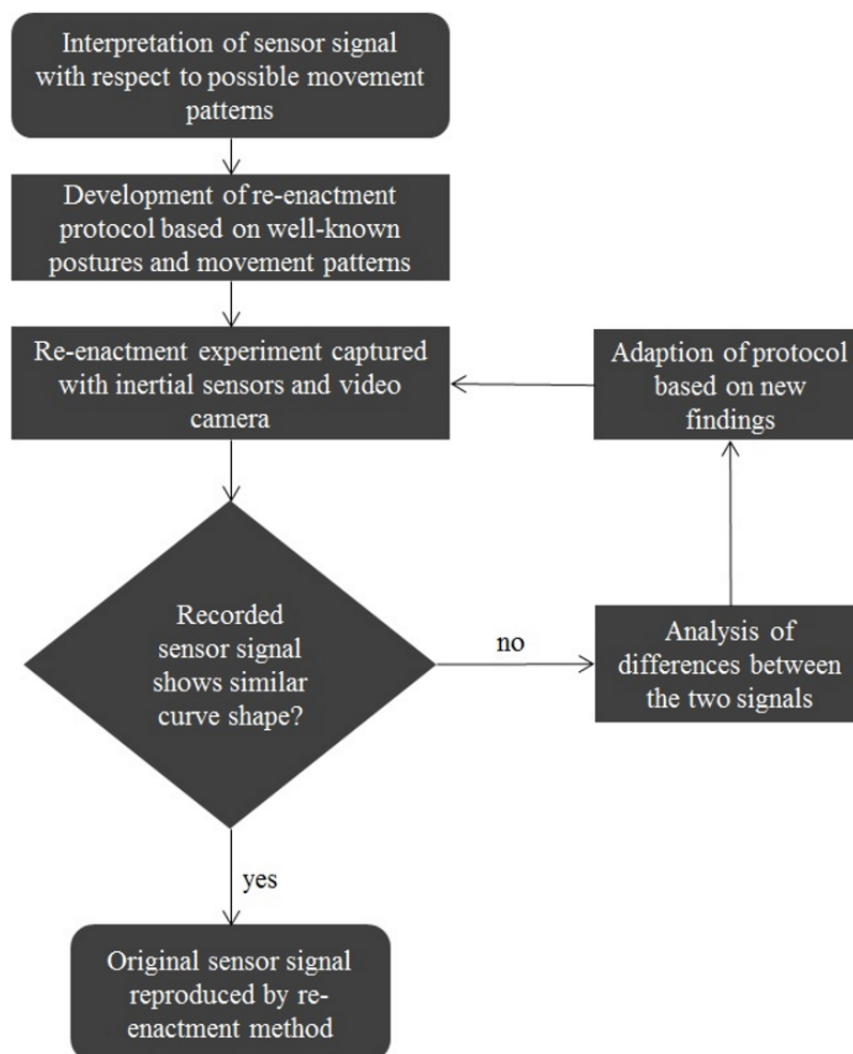 Interpretation of sensor signal
with respect to possible movement
patterns
Development of re-enactment
protocol based on well-known
postures and movement patterns
Re-enactment experiment captured
with inertial sensors and video
camera
Adaption of protocol
based on new
findings
Recorded
sensor signal
shows similar
curve shape?
no
Analysis of
differences between
the two signals
yes
Original sensor signal
reproduced by re-
enactment method